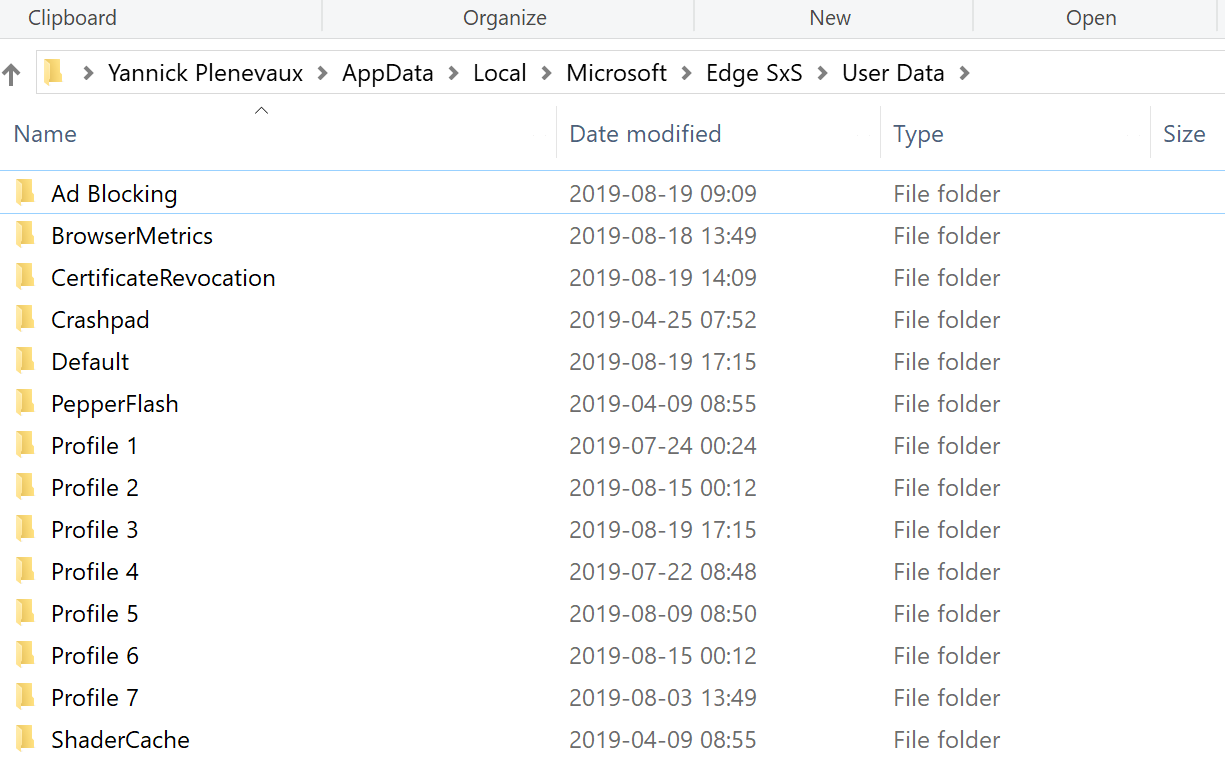 Clipboard Organize New Open
Yannick Plenevaux AppData Local Microsoft Edge SxS User Data
Name Date modified Type Size
Ad Blocking 2019-08-19 09:09 File folder
BrowserMetrics 2019-08-18 13:49 File folder
CertificateRevocation 2019-08-19 14:09 File folder
Crashpad 2019-04-25 07:52 File folder
Default 2019-08-19 17:15 File folder
PepperFlash 2019-04-09 08:55 File folder
Profile 1 2019-07-24 00:24 File folder
Profile 2 2019-08-15 00:12 File folder
Profile 3 2019-08-19 17:15 File folder
Profile 4 2019-07-22 08:48 File folder
Profile 5 2019-08-09 08:50 File folder
Profile 6 2019-08-15 00:12 File folder
Profile 7 2019-08-03 13:49 File folder
ShaderCache 2019-04-09 08:55 File folder